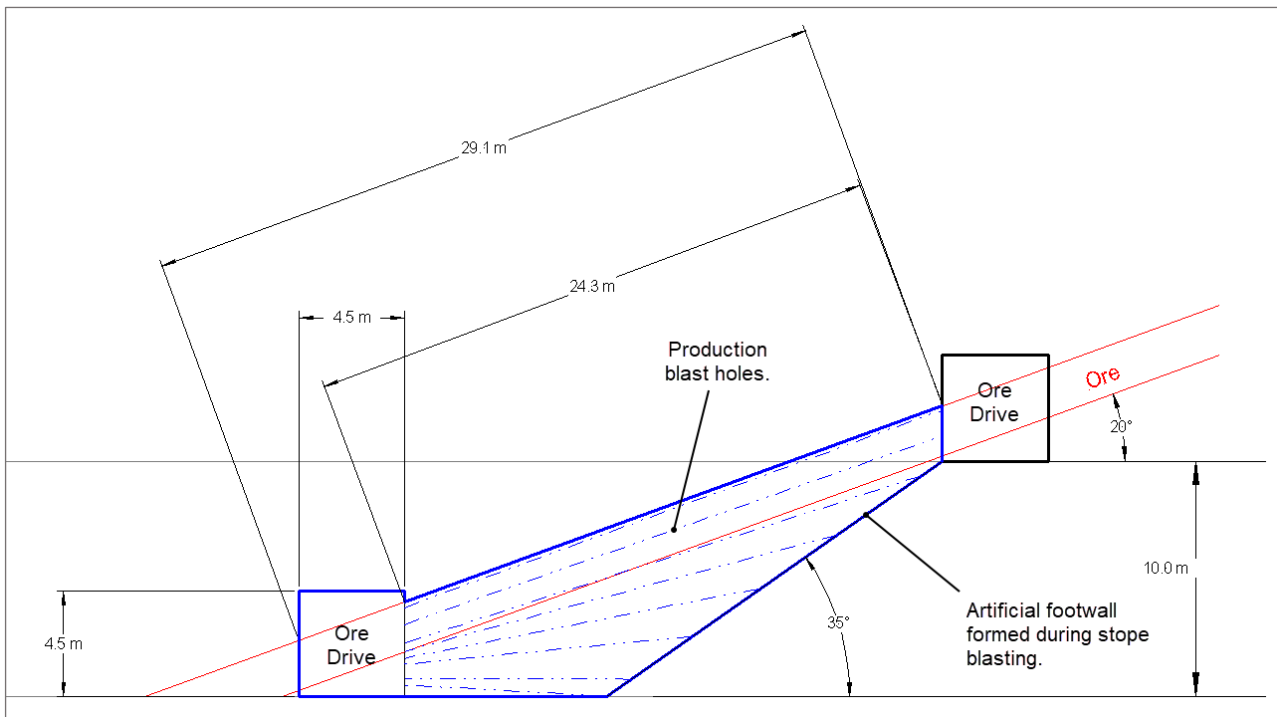 29.1 m
24.3 m
4.5 m
Production
blast holes.
Ore
Drive
Ore
20°
4.5 m
Ore
Drive
35°
10.0 m
Artificial footwall
formed during stope
blasting.